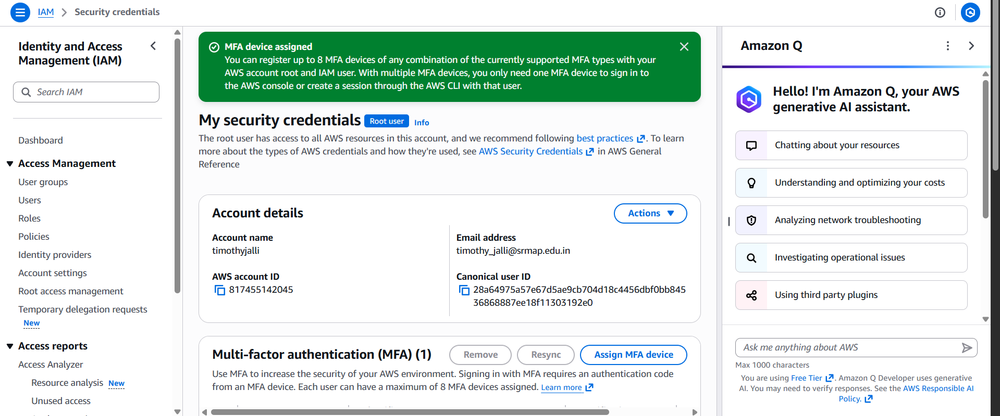 IAM
Security credentials
Identity and Access
Management (IAM)
Search IAM
Dashboard
Access Management
User groups
Users
Roles
Policies
Identity providers
Account settings
Root access management
Temporary delegation requests
New
Access reports
Access Analyzer
Resource analysis New
Unused access
MFA device assigned
You can register up to 8 MFA devices of any combination of the currently supported MFA types with your
AWS account root and IAM user. With multiple MFA devices, you only need one MFA device to sign in to
the AWS console or create a session through the AWS CLI with that user.
My security credentials Root user Info
The root user has access to all AWS resources in this account, and we recommend following best practices. To learn
more about the types of AWS credentials and how they're used, see AWS Security Credentials in AWS General
Reference
Account details
Actions
Account name
timothyjalli
Email address
timothy_jalli@srmap.edu.in
AWS account ID
817455142045
Canonical user ID
28a64975a57e67d5ae9cb704d18c4456dbf0bb845
36868887ee18f11303192e0
Multi-factor authentication (MFA) (1)
Remove
Resync
Assign MFA device
Use MFA to increase the security of your AWS environment. Signing in with MFA requires an authentication code
from an MFA device. Each user can have a maximum of 8 MFA devices assigned. Learn more
Amazon Q
Hello! I'm Amazon Q, your AWS
generative AI assistant.
Chatting about your resources
Understanding and optimizing your costs
Analyzing network troubleshooting
Investigating operational issues
Using third party plugins
Ask me anything about AWS
Max 1000 characters
You are using Free Tier. Amazon Q Developer uses generative
AI. You may need to verify responses. See the AWS Responsible AI
Policy.